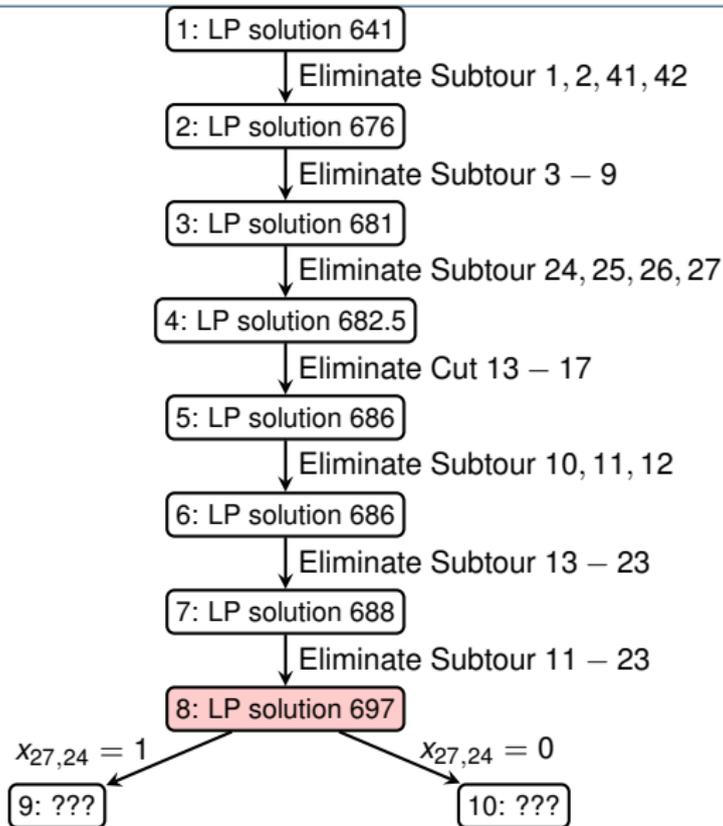 1: LP solution 641
Eliminate Subtour 1, 2, 41, 42
2: LP solution 676
Eliminate Subtour 3 − 9
3: LP solution 681
Eliminate Subtour 24, 25, 26, 27
4: LP solution 682.5
Eliminate Cut 13 − 17
5: LP solution 686
Eliminate Subtour 10, 11, 12
6: LP solution 686
Eliminate Subtour 13 − 23
7: LP solution 688
Eliminate Subtour 11 − 23
8: LP solution 697
x27,24 = 1
x27,24 = 0
9: ???
10: ???